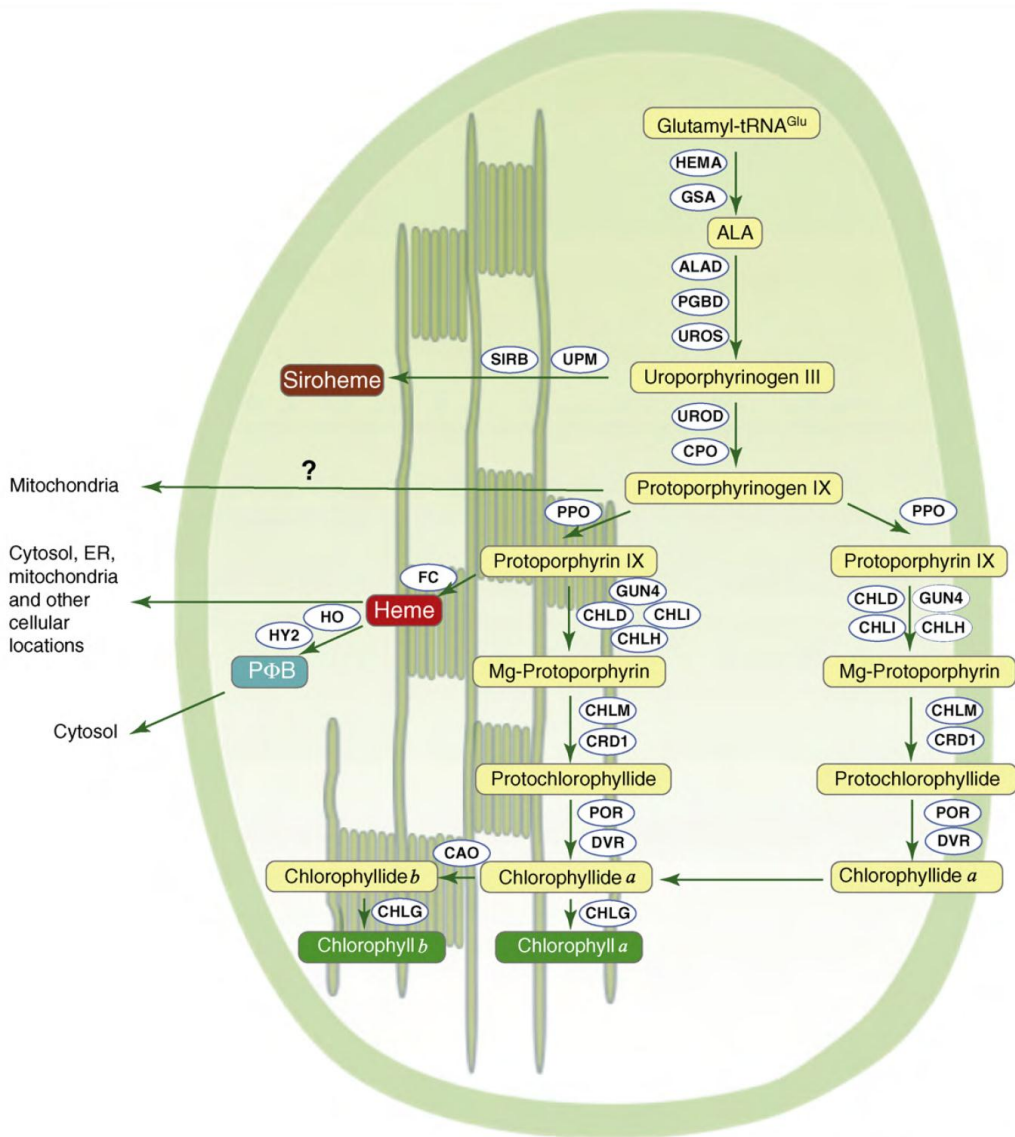 Glutamyl-tRNAGlu
HEMA
GSA
ALA
ALAD
PGBD
UROS
SIRB
UPM
Siroheme
Uroporphyrinogen III
UROD
CPO
?
Mitochondria
Protoporphyrinogen IX
PPO
PPO
Cytosol, ER,
mitochondria
and other
cellular
locations
Protoporphyrin IX
Protoporphyrin IX
FC
GUN4
CHLD
CHLI
CHLH
CHLD
GUN4
CHLI
CHLH
Heme
HO
HY2
PΦB
Mg-Protoporphyrin
Mg-Protoporphyrin
Cytosol
CHLM
CRD1
CHLM
CRD1
Protochlorophyllide
Protochlorophyllide
POR
DVR
POR
DVR
CAO
Chlorophyllide b
Chlorophyllide a
Chlorophyllide a
CHLG
CHLG
Chlorophyll b
Chlorophyll a